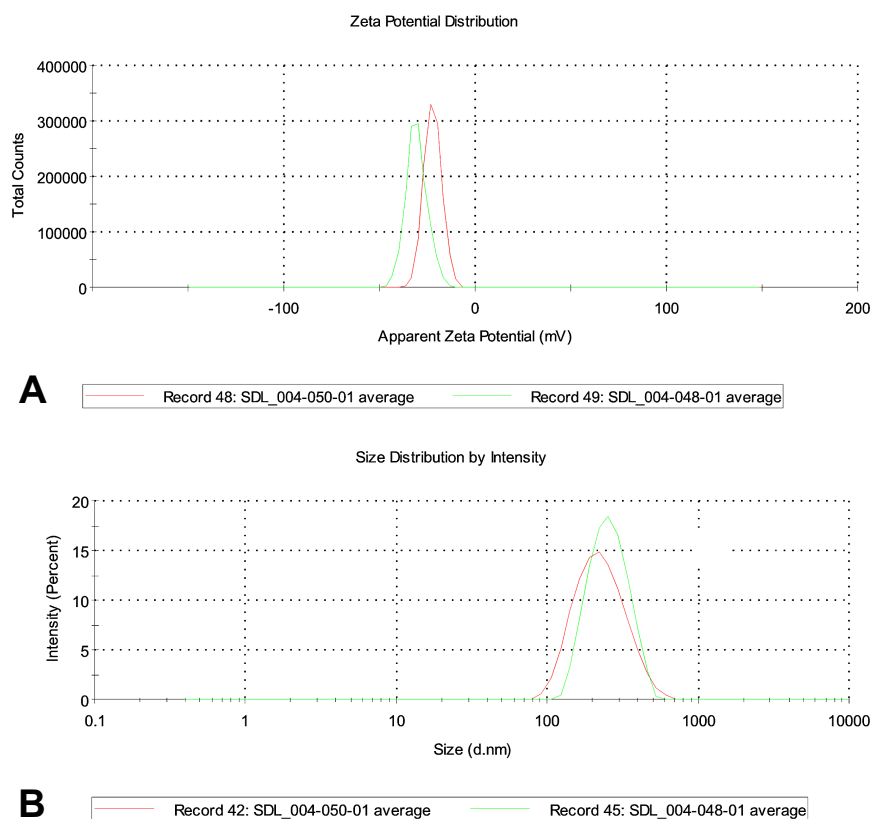 Zeta Potential Distribution
400000
300000
200000
100000
0
Total Counts
-100 0 100 200
Apparent Zeta Potential (mV)
A
Record 48: SDL_004-050-01 average Record 49: SDL_004-048-01 average
Size Distribution by Intensity
20
15
10
5
0
Intensity (Percent)
0.1 1 10 100 1000 10000
Size (d.nm)
B
Record 42: SDL_004-050-01 average Record 45: SDL_004-048-01 average